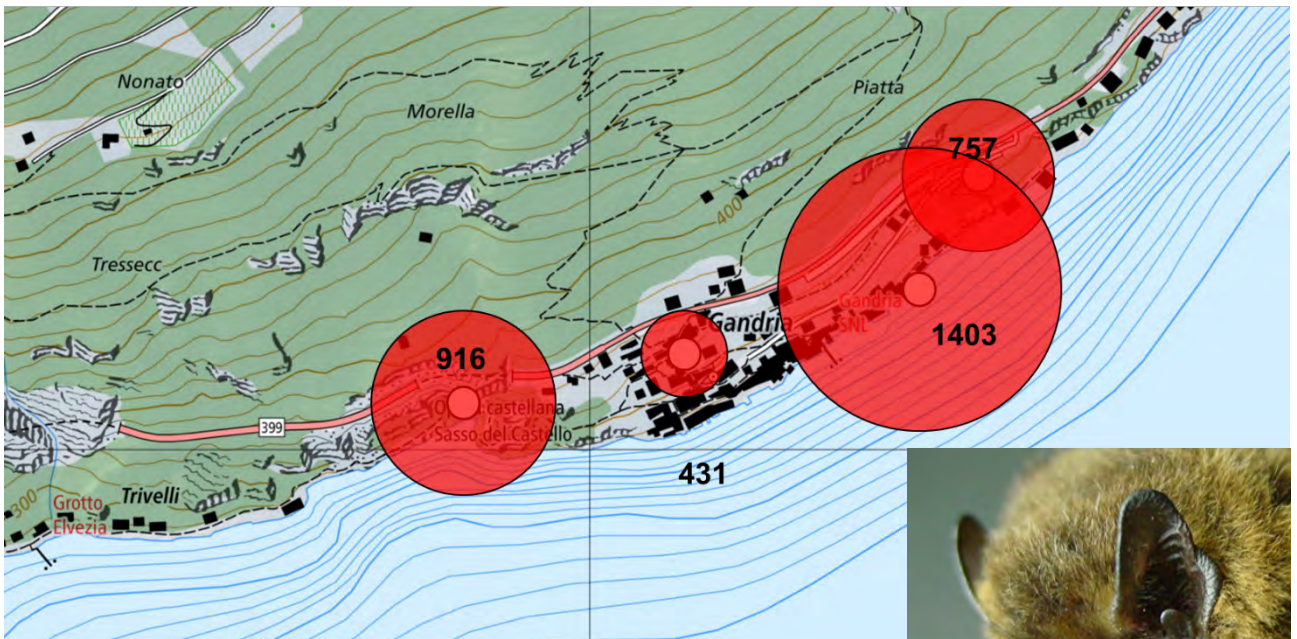 Nonato
Morella
Piatta
757
400
Tressecc
Gandria
Gandria
SNL
1403
916
castellana
Sasso del Castello
399
431
300
Trivelli
Grotto
Elvezia